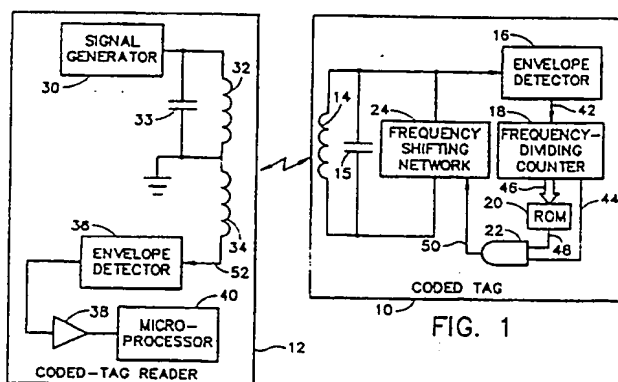 SIGNAL
GENERATOR
30
32
33
34
36
ENVELOPE
DETECTOR
52
38
40
MICRO-
PROCESSOR
CODED-TAG READER
12
14
15
24
FREQUENCY
SHIFTING
NETWORK
16
ENVELOPE
DETECTOR
42
18
FREQUENCY-
DIVIDING
COUNTER
46
44
20
ROM
22
48
50
CODED TAG
10
FIG. 1